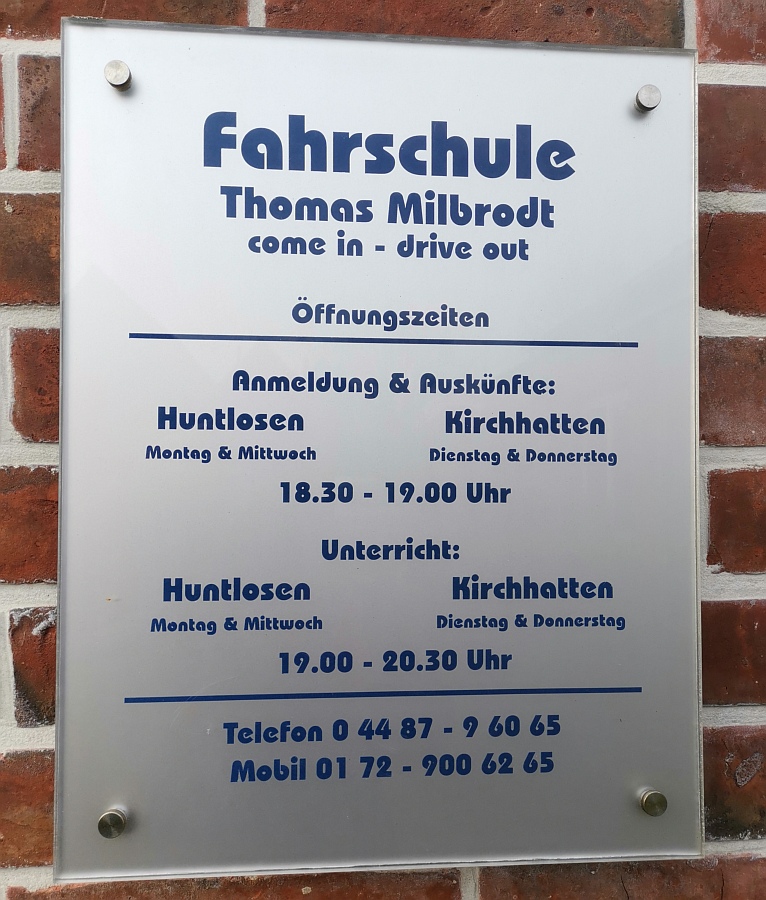 Fahrschule
Thomas Milbrodt
come in - drive out
Öffnungszeiten
Anmeldung & Auskünfte:
Huntlosen Kirchhatten
Montag & Mittwoch Dienstag & Donnerstag
18.30 - 19.00 Uhr
Unterricht:
Huntlosen Kirchhatten
Montag & Mittwoch Dienstag & Donnerstag
19.00 - 20.30 Uhr
Telefon 0 44 87 - 9 60 65
Mobil 01 72 - 900 62 65